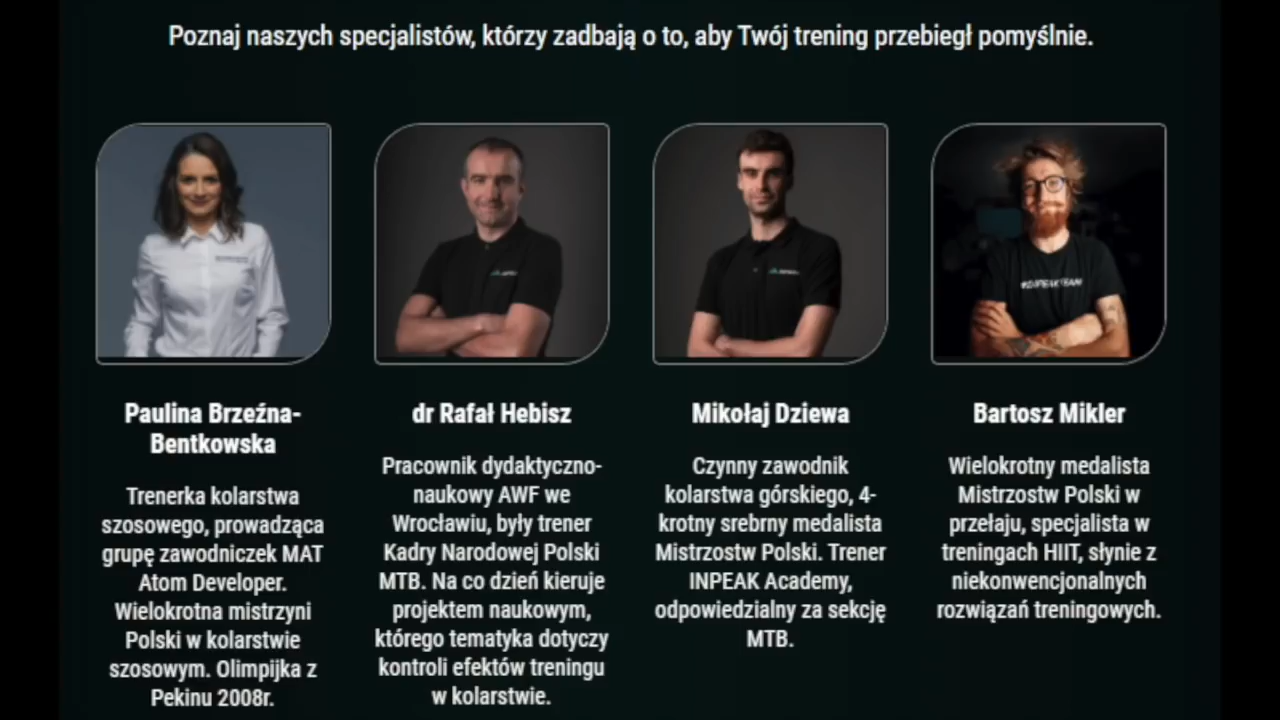 Poznaj naszych specjalistów, którzy zadbają o to, aby Twój trening przebiegł pomyślnie.
Paulina Brzeźna-
Bentkowska
Trenerka kolarstwa
szosowego, prowadząca
grupę zawodniczek MAT
Atom Developer.
Wielokrotna mistrzyni
Polski w kolarstwie
szosowym. Olimpijka z
Pekinu 2008r.
dr Rafał Hebisz
Pracownik dydaktyczno-
naukowy AWF we
Wrocławiu, były trener
Kadry Narodowej Polski
MTB. Na co dzień kieruje
projektem naukowym,
którego tematyka dotyczy
kontroli efektów treningu
w kolarstwie.
Mikołaj Dziewa
Czynny zawodnik
kolarstwa górskiego, 4-
krotny srebrny medalista
Mistrzostw Polski. Trener
INPEAK Academy,
odpowiedzialny za sekcję
MTB.
Bartosz Mikler
Wielokrotny medalista
Mistrzostw Polski w
przełaju, specjalista w
treningach HIIT, słynie z
niekonwencjonalnych
rozwiązań treningowych.